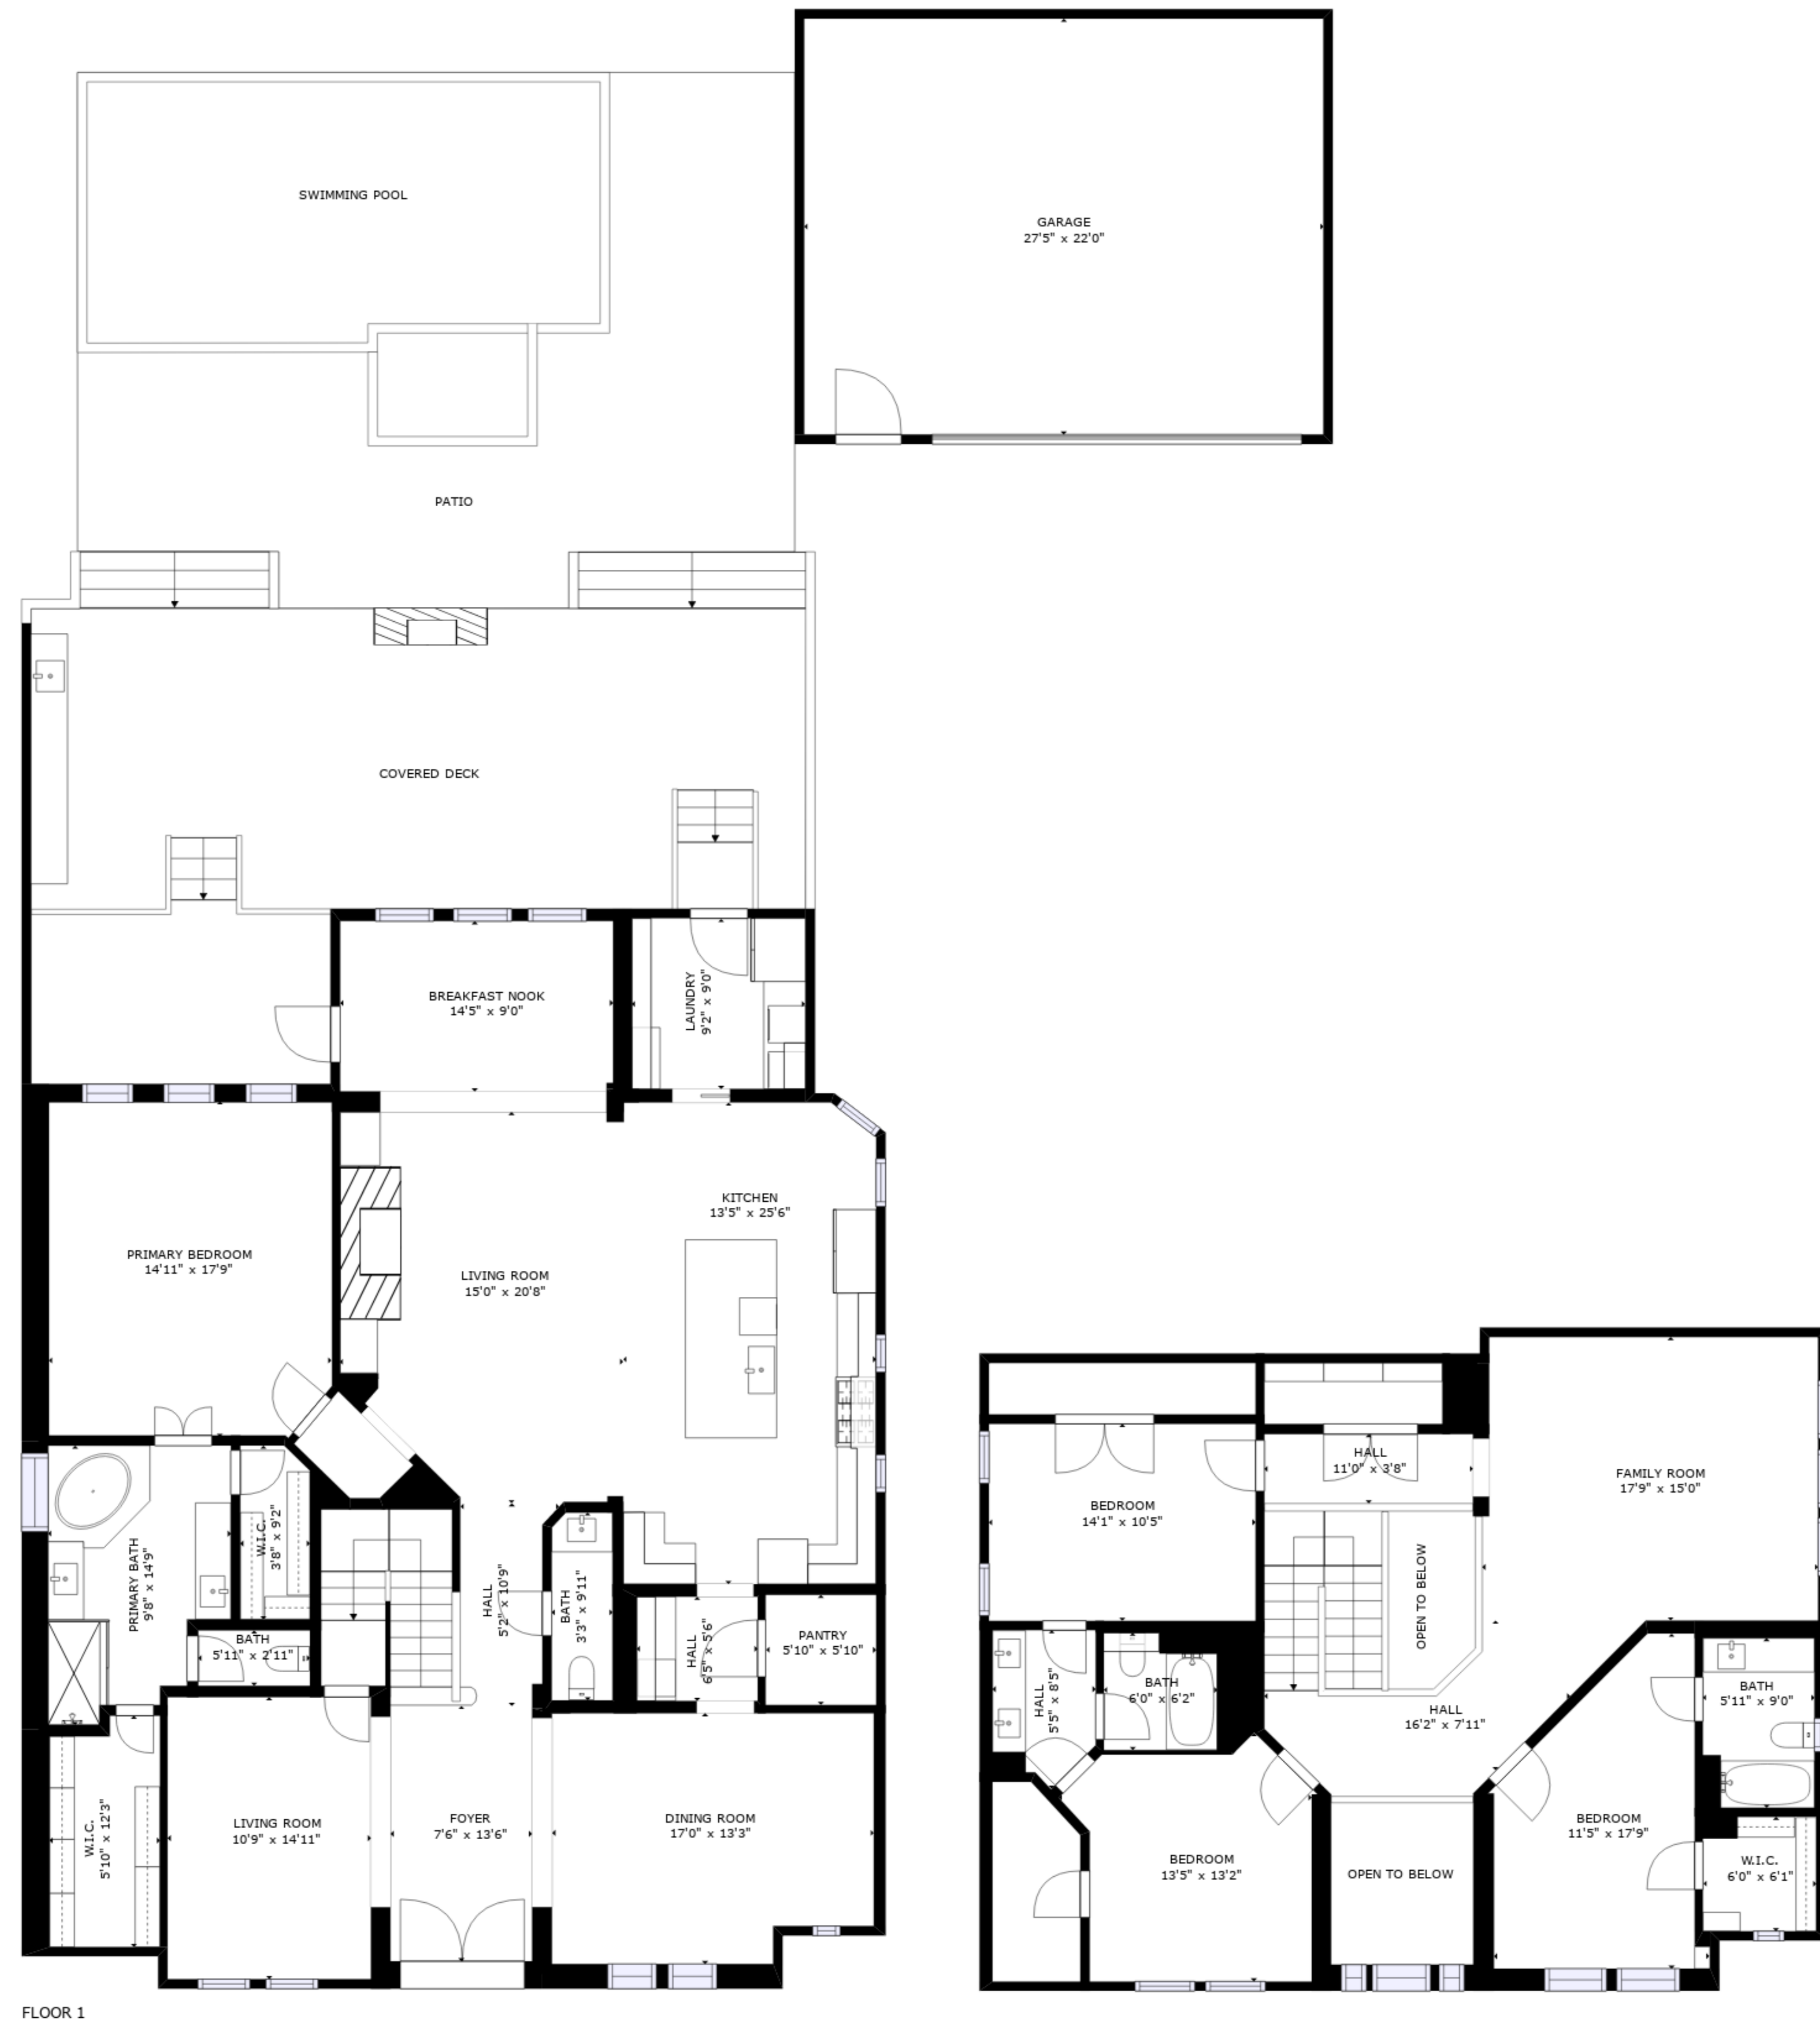 GARAGE
27'5" x 22'0"
SWIMMING POOL
PATIO
COVERED DECK
BREAKFAST NOOK
14'5" x 9'0"
LAUNDRY
9'2" x 9'0"
KITCHEN
13'5" x 25'6"
PRIMARY BEDROOM
14'11" x 17'9"
LIVING ROOM
15'0" x 20'8"
PRIMARY BATH
9'8" x 14'9"
W.I.C.
3'8" x 9'2"
BATH
5'11" x 2'11"
HALL
5'2" x 10'9"
BATH
3'3" x 9'11"
HALL
6'5" x 5'6"
PANTRY
5'10" x 5'10"
W.I.C.
5'10" x 12'3"
LIVING ROOM
10'9" x 14'11"
FOYER
7'6" x 13'6"
DINING ROOM
17'0" x 13'3"
FLOOR 1
HALL
11'0" x 3'8"
FAMILY ROOM
17'9" x 15'0"
BEDROOM
14'1" x 10'5"
OPEN TO BELOW
HALL
5'5" x 8'5"
BATH
6'0" x 6'2"
HALL
16'2" x 7'11"
BATH
5'11" x 9'0"
BEDROOM
11'5" x 17'9"
BEDROOM
13'5" x 13'2"
OPEN TO BELOW
W.I.C.
6'0" x 6'1"